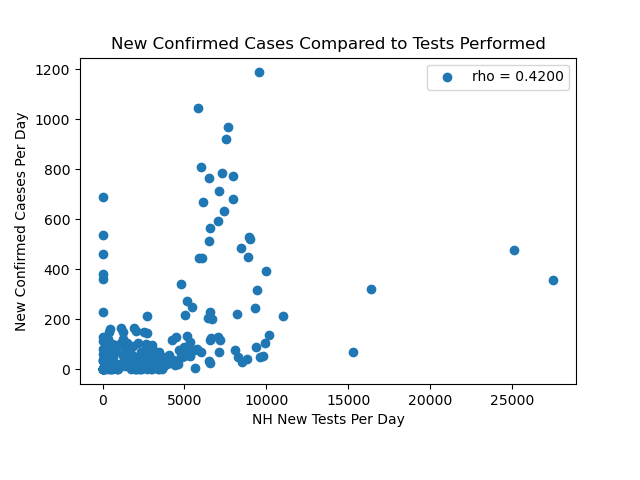 New Confirmed Cases Compared to Tests Performed
rho = 0.4200
New Confirmed Caeses Per Day
1200
1000
800
600
400
200
0
0 5000 10000 15000 20000 25000
NH New Tests Per Day